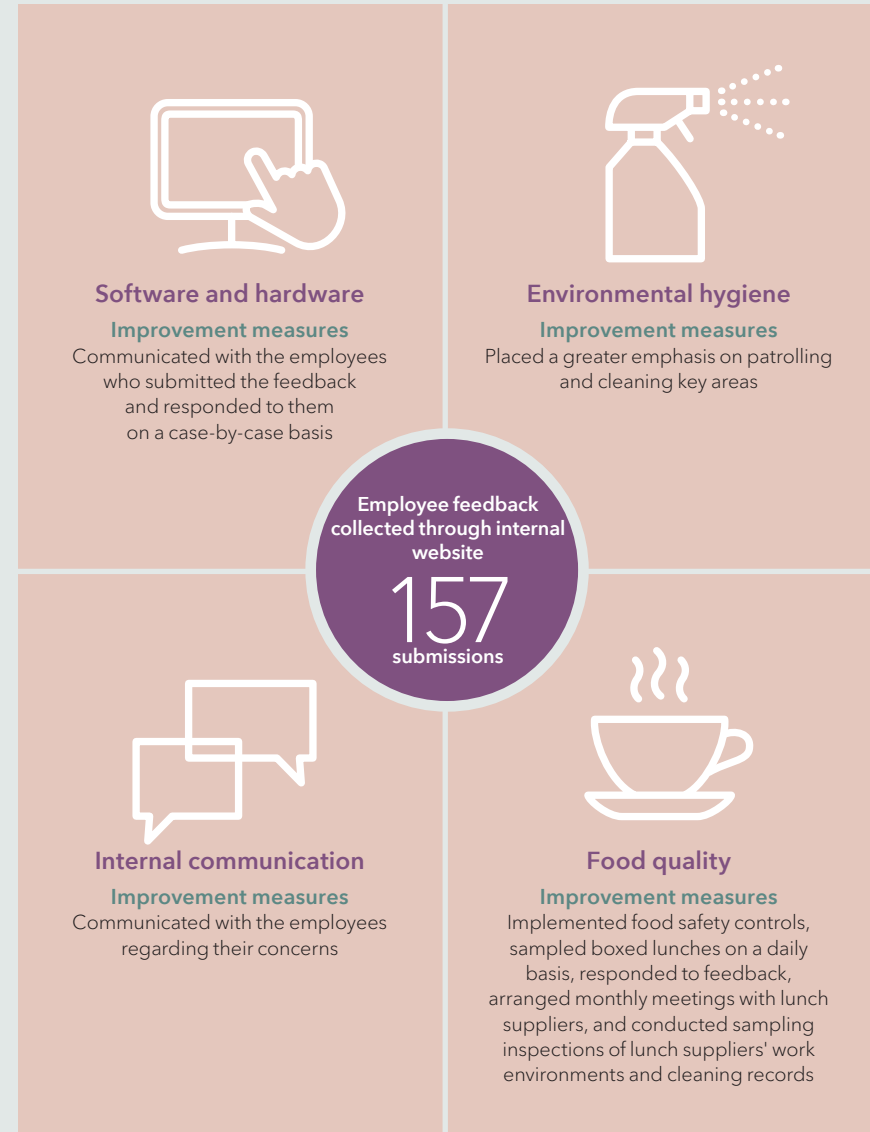 Software and hardware
Improvement measures
Communicated with the employees
who submitted the feedback
and responded to them
on a case-by-case basis
Environmental hygiene
Improvement measures
Placed a greater emphasis on patrolling
and cleaning key areas
Employee feedback
collected through internal
website
157
submissions
Internal communication
Improvement measures
Communicated with the employees
regarding their concerns
Food quality
Improvement measures
Implemented food safety controls,
sampled boxed lunches on a daily
basis, responded to feedback,
arranged monthly meetings with lunch
suppliers, and conducted sampling
inspections of lunch suppliers' work
environments and cleaning records